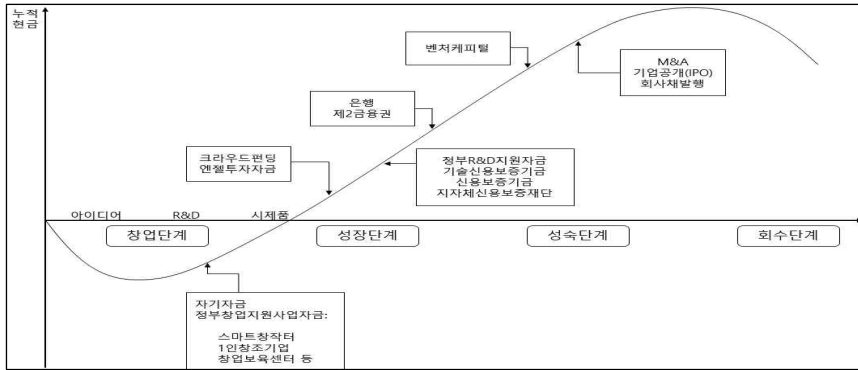 누적
현금
벤처케피털
M&A
기업공개(IPO)
회사채발행
은행
제2금융권
크라우드펀딩
엔젤투자자금
정부R&D지원자금
기술신용보증기금
신용보증기금
지자체신용보증재단
아이디어 R&D 시제품
창업단계 성장단계 성숙단계 회수단계
자기자금
정부창업지원사업자금:
스마트창작터
1인창조기업
창업보육센터 등